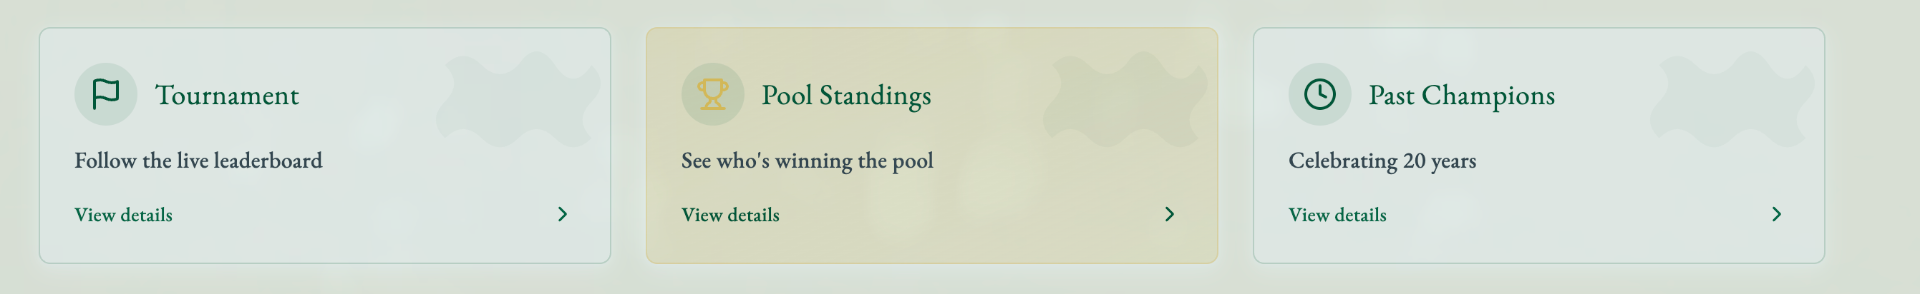 Tournament
Follow the live leaderboard
View details
Pool Standings
See who's winning the pool
View details
Past Champions
Celebrating 20 years
View details